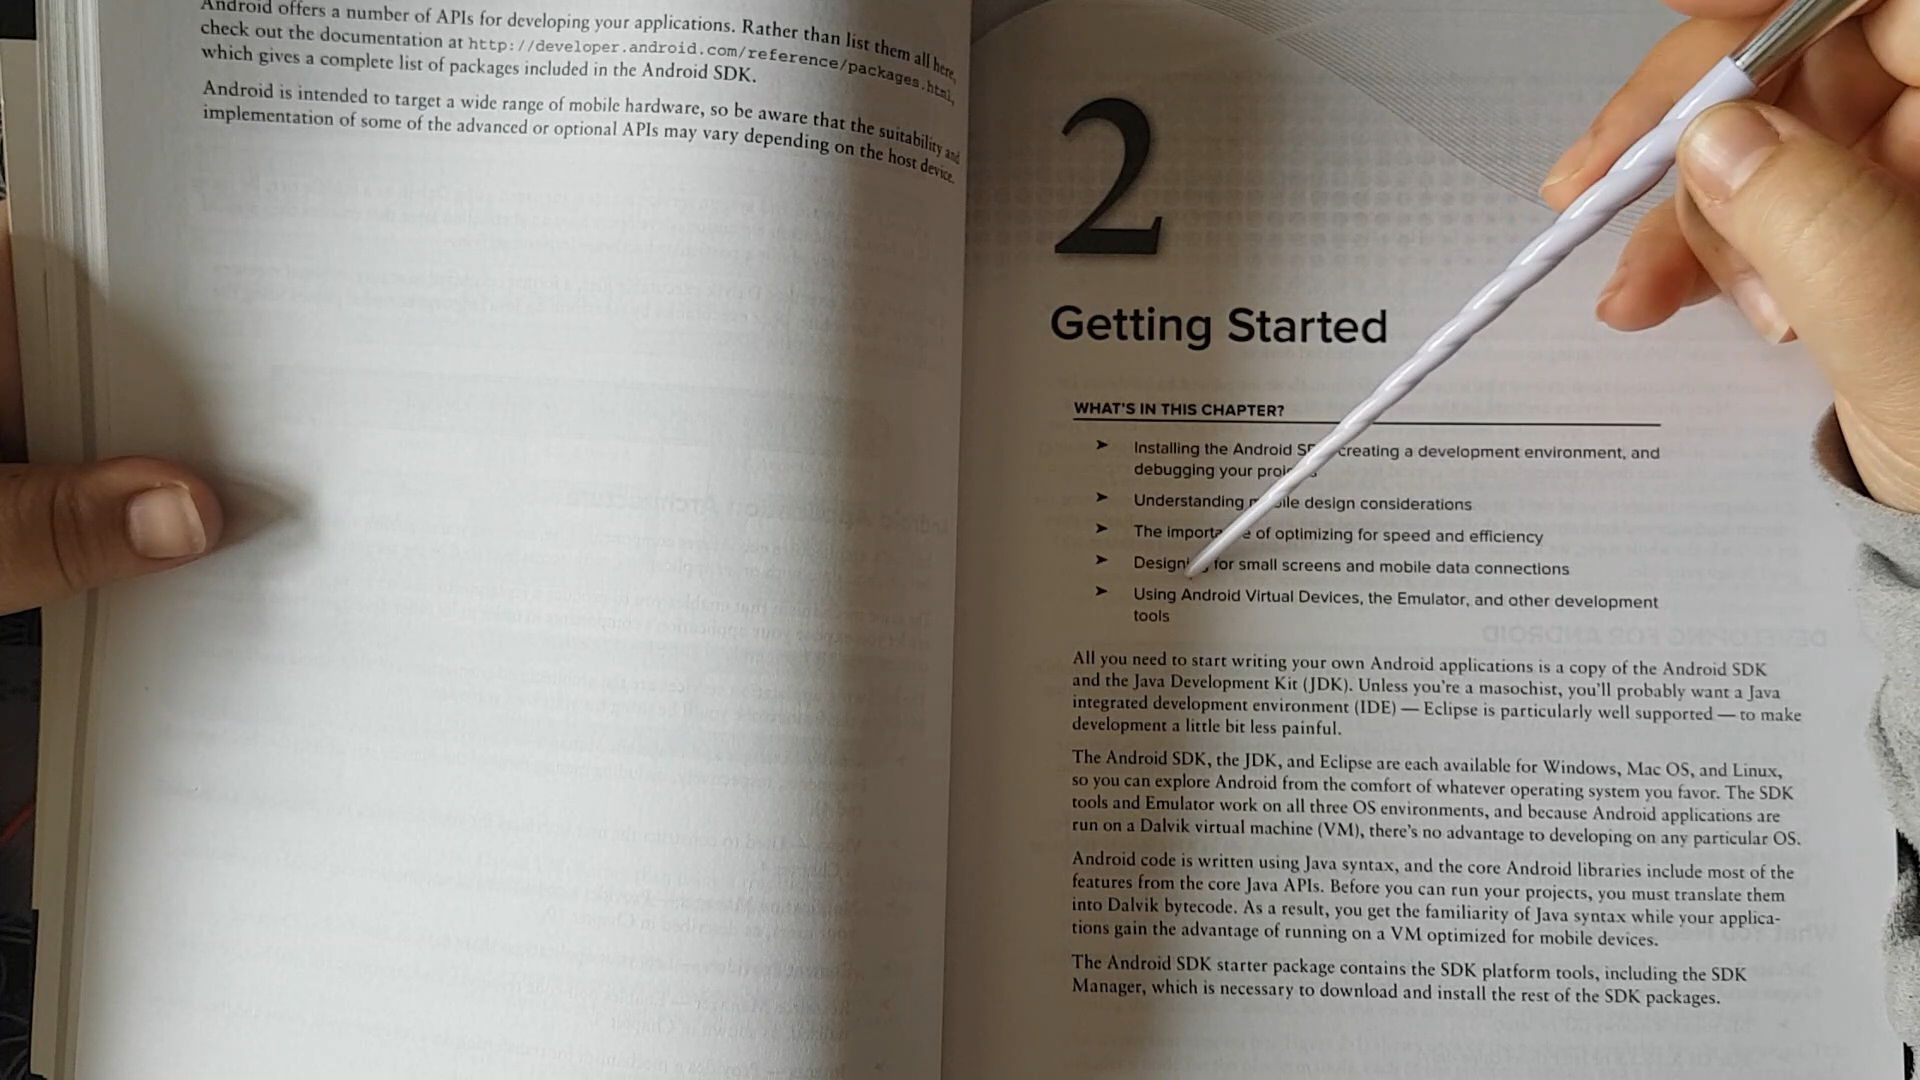 Android offers a number of APIs for developing your applications. Rather than list them all here,
check out the documentation at http://developer.android.com/reference/packages.html,
which gives a complete list of packages included in the Android SDK.
Android is intended to target a wide range of mobile hardware, so be aware that the suitability and
implementation of some of the advanced or optional APIs may vary depending on the host device.
2
Getting Started
WHAT'S IN THIS CHAPTER?
➤ Installing the Android creating a development environment, and
debugging your
➤ Understanding design considerations
➤ The of optimizing for speed and efficiency
➤ for small screens and mobile data connections
➤ Using Android Virtual Devices, the Emulator, and other development
tools
All you need to start writing your own Android applications is a copy of the Android SDK
and the Java Development Kit (JDK). Unless you're a masochist, you'll probably want a Java
integrated development environment (IDE) — Eclipse is particularly well supported — to make
development a little bit less painful.
The Android SDK, the JDK, and Eclipse are each available for Windows, Mac OS, and Linux,
so you can explore Android from the comfort of whatever operating system you favor. The SDK
tools and Emulator work on all three OS environments, and because Android applications are
run on a Dalvik virtual machine (VM), there's no advantage to developing on any particular OS.
Android code is written using Java syntax, and the core Android libraries include most of the
features from the core Java APIs. Before you can run your projects, you must translate them
into Dalvik bytecode. As a result, you get the familiarity of Java syntax while your applica-
tions gain the advantage of running on a VM optimized for mobile devices.
The Android SDK starter package contains the SDK platform tools, including the SDK
Manager, which is necessary to download and install the rest of the SDK packages.